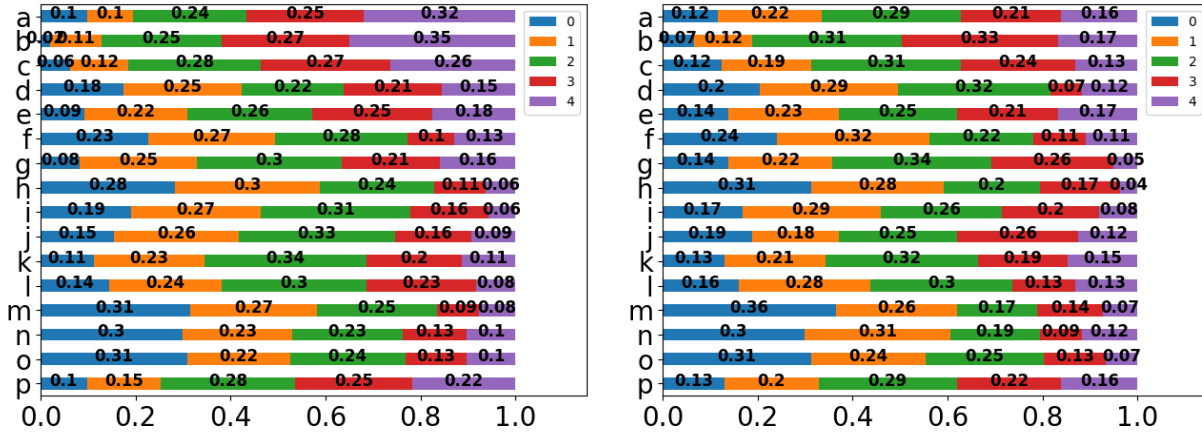 a 0.1 0.1 0.24 0.25 0.32
b 0.02 0.11 0.25 0.27 0.35
c 0.06 0.12 0.28 0.27 0.26
d 0.18 0.25 0.22 0.21 0.15
e 0.09 0.22 0.26 0.25 0.18
f 0.23 0.27 0.28 0.1 0.13
g 0.08 0.25 0.3 0.21 0.16
h 0.28 0.3 0.24 0.11 0.06
i 0.19 0.27 0.31 0.16 0.06
j 0.15 0.26 0.33 0.16 0.09
k 0.11 0.23 0.34 0.2 0.11
l 0.14 0.24 0.3 0.23 0.08
m 0.31 0.27 0.25 0.09 0.08
n 0.3 0.23 0.23 0.13 0.1
o 0.31 0.22 0.24 0.13 0.1
p 0.1 0.15 0.28 0.25 0.22
0.0 0.2 0.4 0.6 0.8 1.0
0
1
2
3
4
a 0.12 0.22 0.29 0.21 0.16
b 0.07 0.12 0.31 0.33 0.17
c 0.12 0.19 0.31 0.24 0.13
d 0.2 0.29 0.32 0.07 0.12
e 0.14 0.23 0.25 0.21 0.17
f 0.24 0.32 0.22 0.11 0.11
g 0.14 0.22 0.34 0.26 0.05
h 0.31 0.28 0.2 0.17 0.04
i 0.17 0.29 0.26 0.2 0.08
j 0.19 0.18 0.25 0.26 0.12
k 0.13 0.21 0.32 0.19 0.15
l 0.16 0.28 0.3 0.13 0.13
m 0.36 0.26 0.17 0.14 0.07
n 0.3 0.31 0.19 0.09 0.12
o 0.31 0.24 0.25 0.13 0.07
p 0.13 0.2 0.29 0.22 0.16
0.0 0.2 0.4 0.6 0.8 1.0
0
1
2
3
4